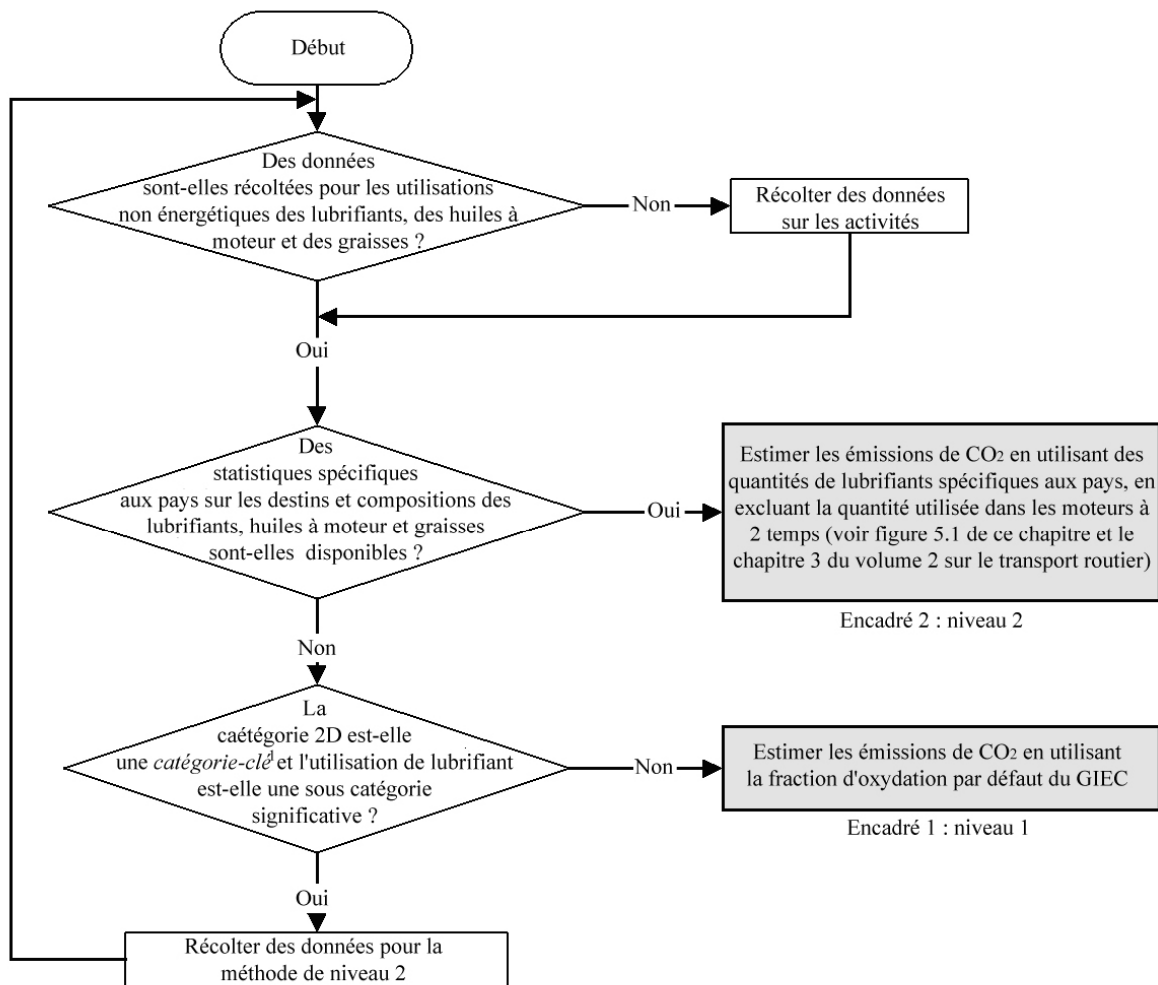 Début
Des données
sont-elles récoltées pour les utilisations
non énergétiques des lubrifiants, des huiles à
moteur et des graisses ?
Non
Récolter des données
sur les activités
Oui
Des
statistiques spécifiques
aux pays sur les destins et compositions des
lubrifiants, huiles à moteur et graisses
sont-elles disponibles ?
Oui
Estimer les émissions de CO2 en utilisant des
quantités de lubrifiants spécifiques aux pays, en
excluant la quantité utilisée dans les moteurs à
2 temps (voir figure 5.1 de ce chapitre et le
chapitre 3 du volume 2 sur le transport routier)
Encadré 2 : niveau 2
Non
La
caétégorie 2D est-elle
une catégorie-clé1 et l'utilisation de lubrifiant
est-elle une sous catégorie
significative ?
Non
Estimer les émissions de CO2 en utilisant
la fraction d'oxydation par défaut du GIEC
Encadré 1 : niveau 1
Oui
Récolter des données pour la
méthode de niveau 2